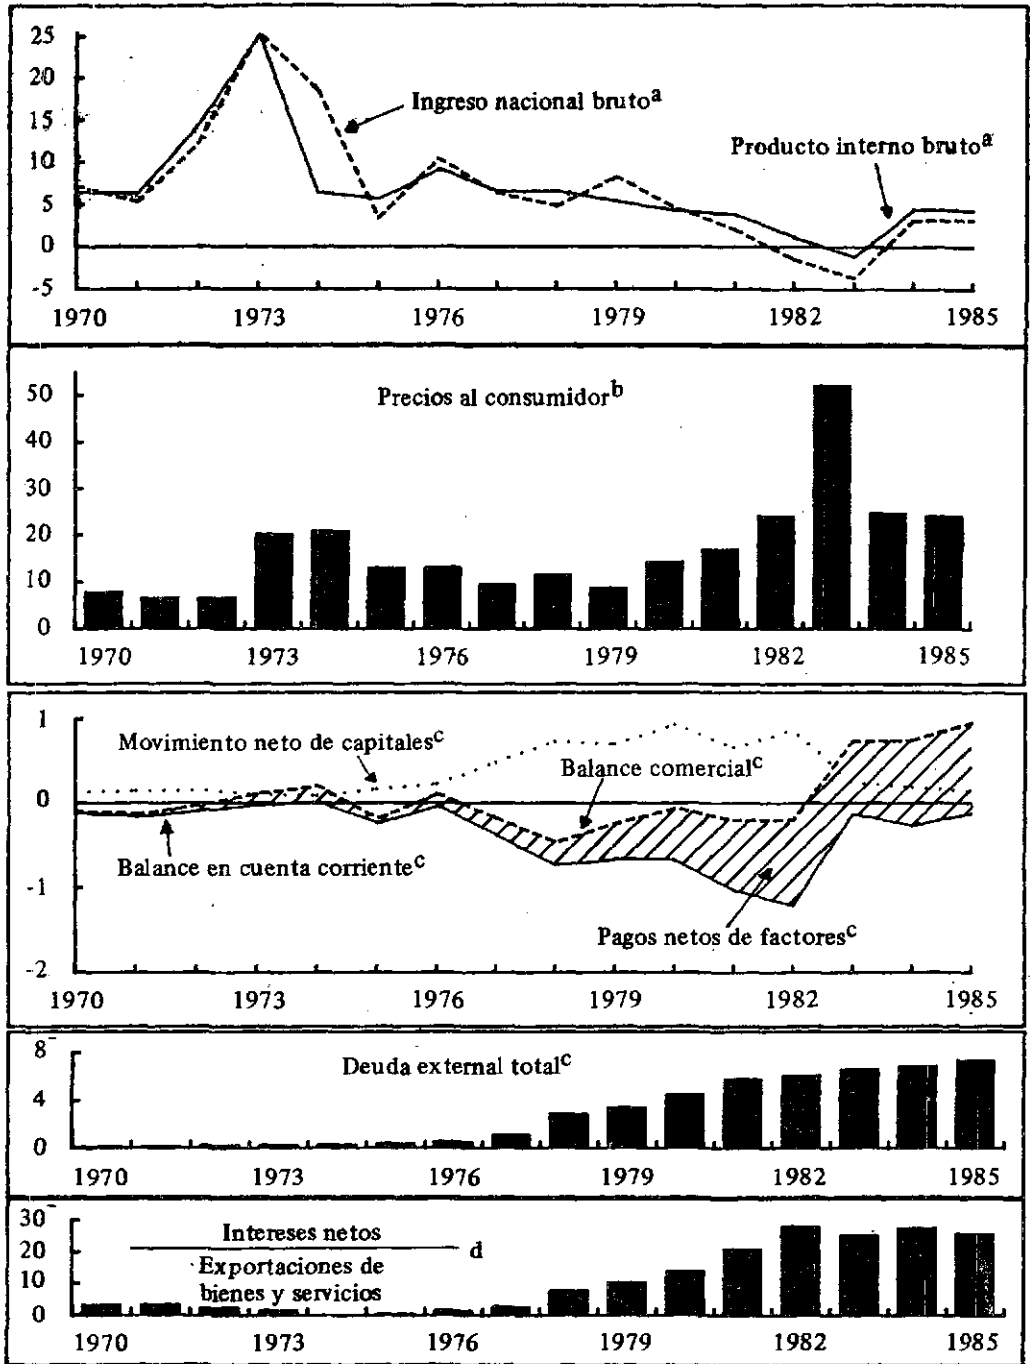 25
20
15
10
5
0
-5
Ingreso nacional bruto^a
Producto interno bruto^a
1970 1973 1976 1979 1982 1985
Precios al consumidor^b
50
40
30
20
10
0
1970 1973 1976 1979 1982 1985
1
0
-1
-2
Movimiento neto de capitales^c
Balance comercial^c
Balance en cuenta corriente^c
Pagos netos de factores^c
1970 1973 1976 1979 1982 1985
8
4
0
Deuda external total^c
1970 1973 1976 1979 1982 1985
30
20
10
0
Intereses netos
d
Exportaciones de
bienes y servicios
1970 1973 1976 1979 1982 1985